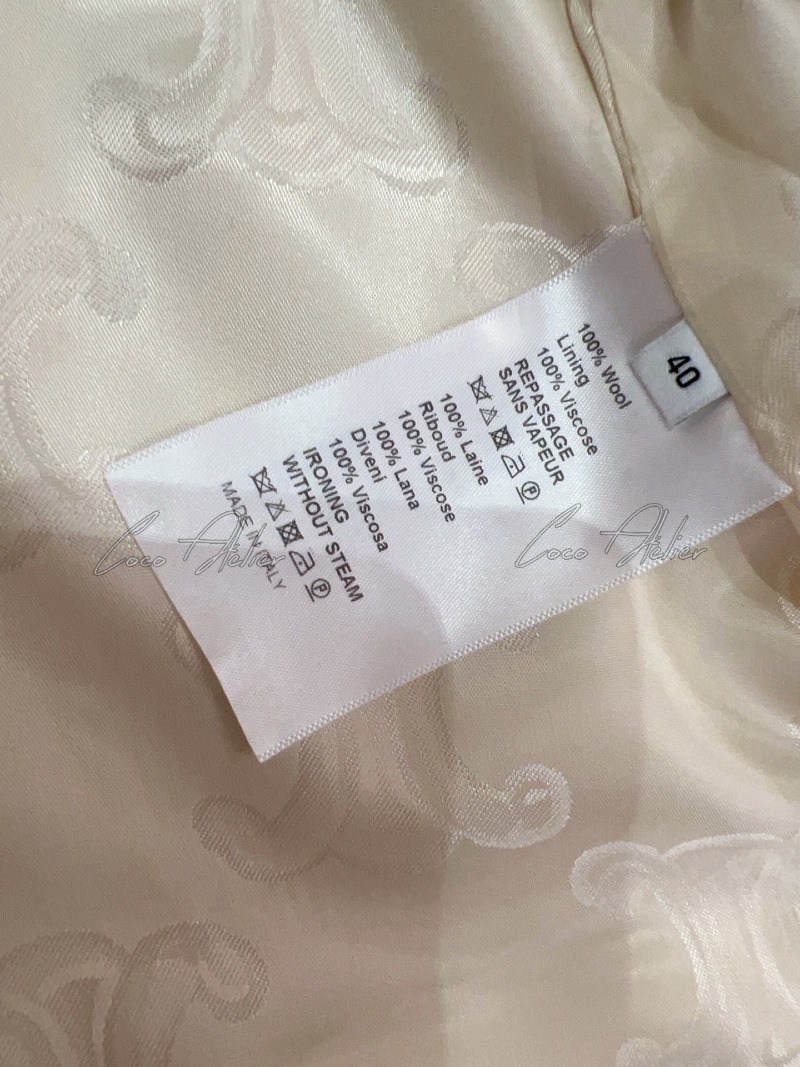 40
100% Wool
Lining
100% Viscose
REPASSAGE
SANS VAPEUR
100% Laine
Riboud
100% Viscose
100% Lana
Diveni
100% Viscosa
IRONING
WITHOUT STEAM
MADE IN ITALY
Coco Atelier
Coco Atelier